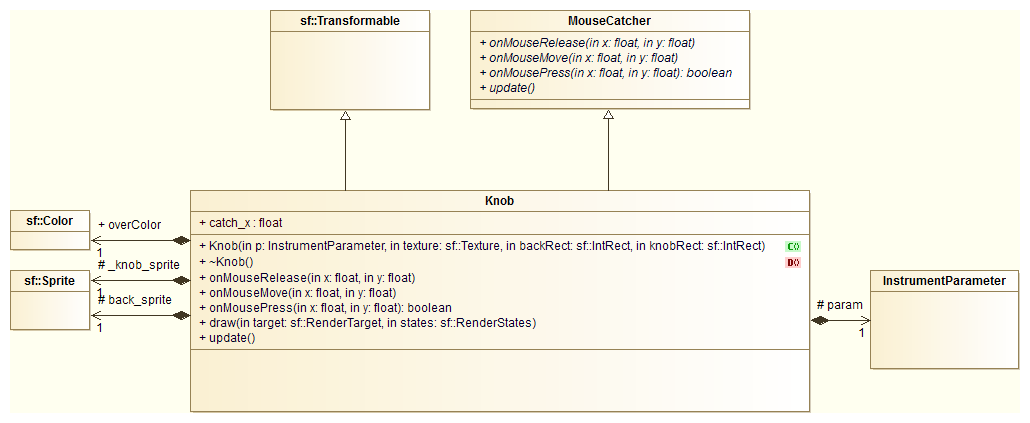 sf::Transformable
MouseCatcher
+ onMouseRelease(in x: float, in y: float)
+ onMouseMove(in x: float, in y: float)
+ onMousePress(in x: float, in y: float): boolean
+ update()
Knob
+ catch_x : float
+ Knob(in p: InstrumentParameter, in texture: sf::Texture, in backRect: sf::IntRect, in knobRect: sf::IntRect)
C()
+ ~Knob()
D()
+ onMouseRelease(in x: float, in y: float)
+ onMouseMove(in x: float, in y: float)
+ onMousePress(in x: float, in y: float): boolean
+ draw(in target: sf::RenderTarget, in states: sf::RenderStates)
+ update()
sf::Color
+ overColor
1
# _knob_sprite
sf::Sprite
1
# back_sprite
1
InstrumentParameter
# param
1